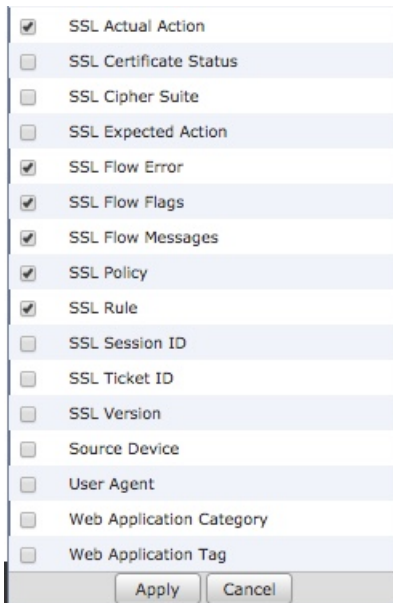 SSL Actual Action
SSL Certificate Status
SSL Cipher Suite
SSL Expected Action
SSL Flow Error
SSL Flow Flags
SSL Flow Messages
SSL Policy
SSL Rule
SSL Session ID
SSL Ticket ID
SSL Version
Source Device
User Agent
Web Application Category
Web Application Tag
Apply Cancel